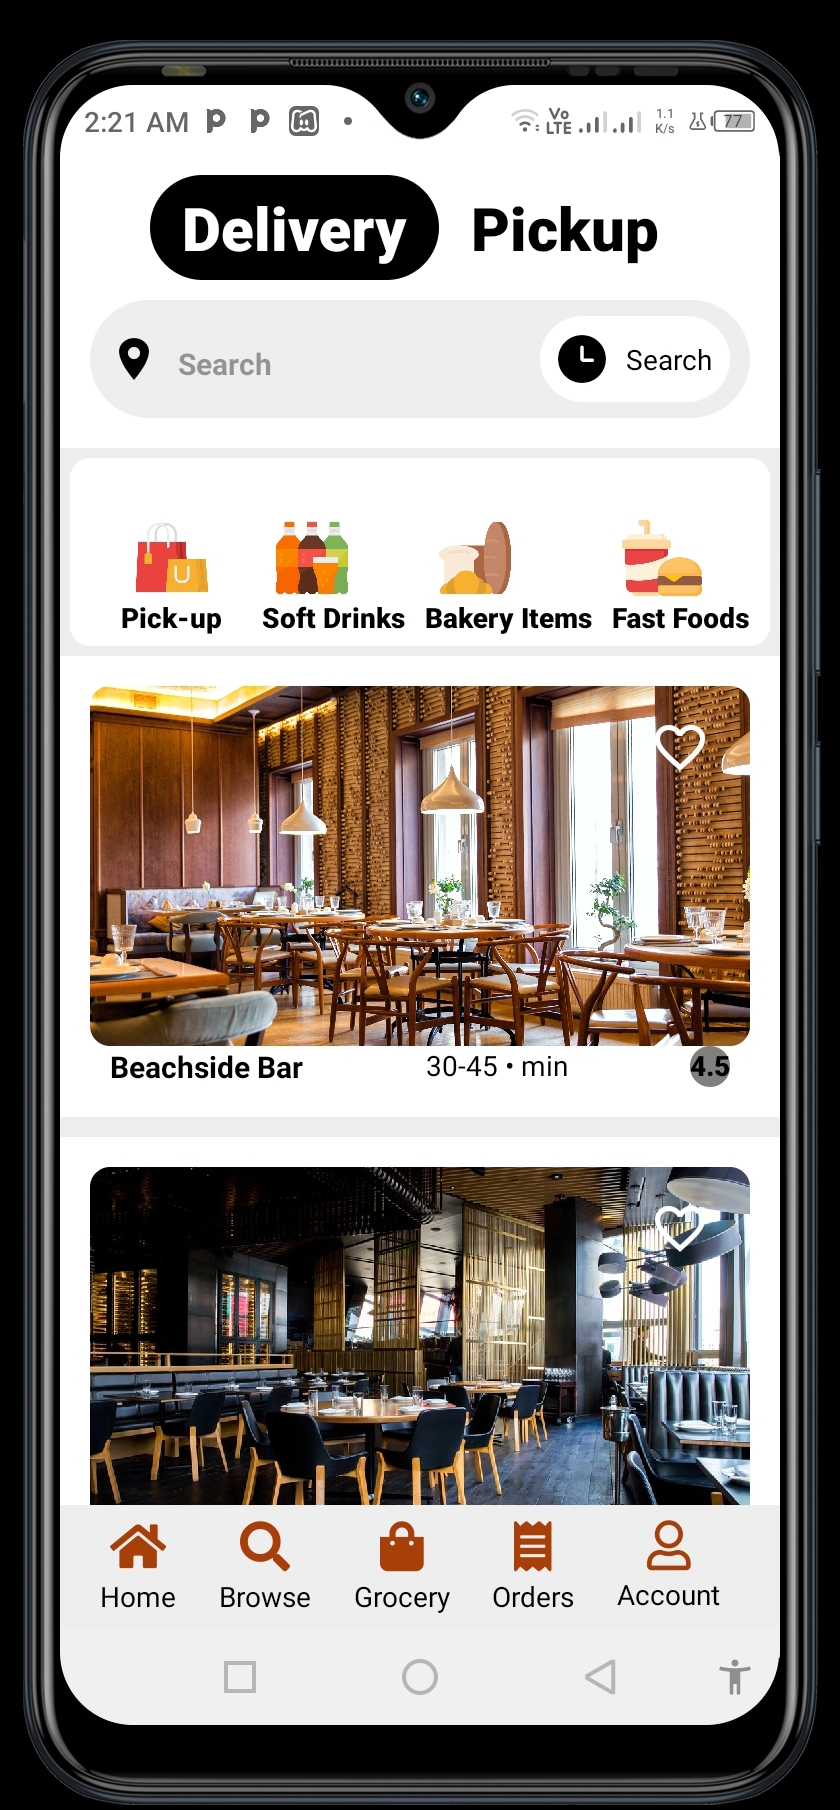 2:21 AM
Vo LTE
1.1 K/s
77
Delivery Pickup
Search Search
Pick-up Soft Drinks Bakery Items Fast Foods
Beachside Bar 30-45 • min 4.5
Home Browse Grocery Orders Account